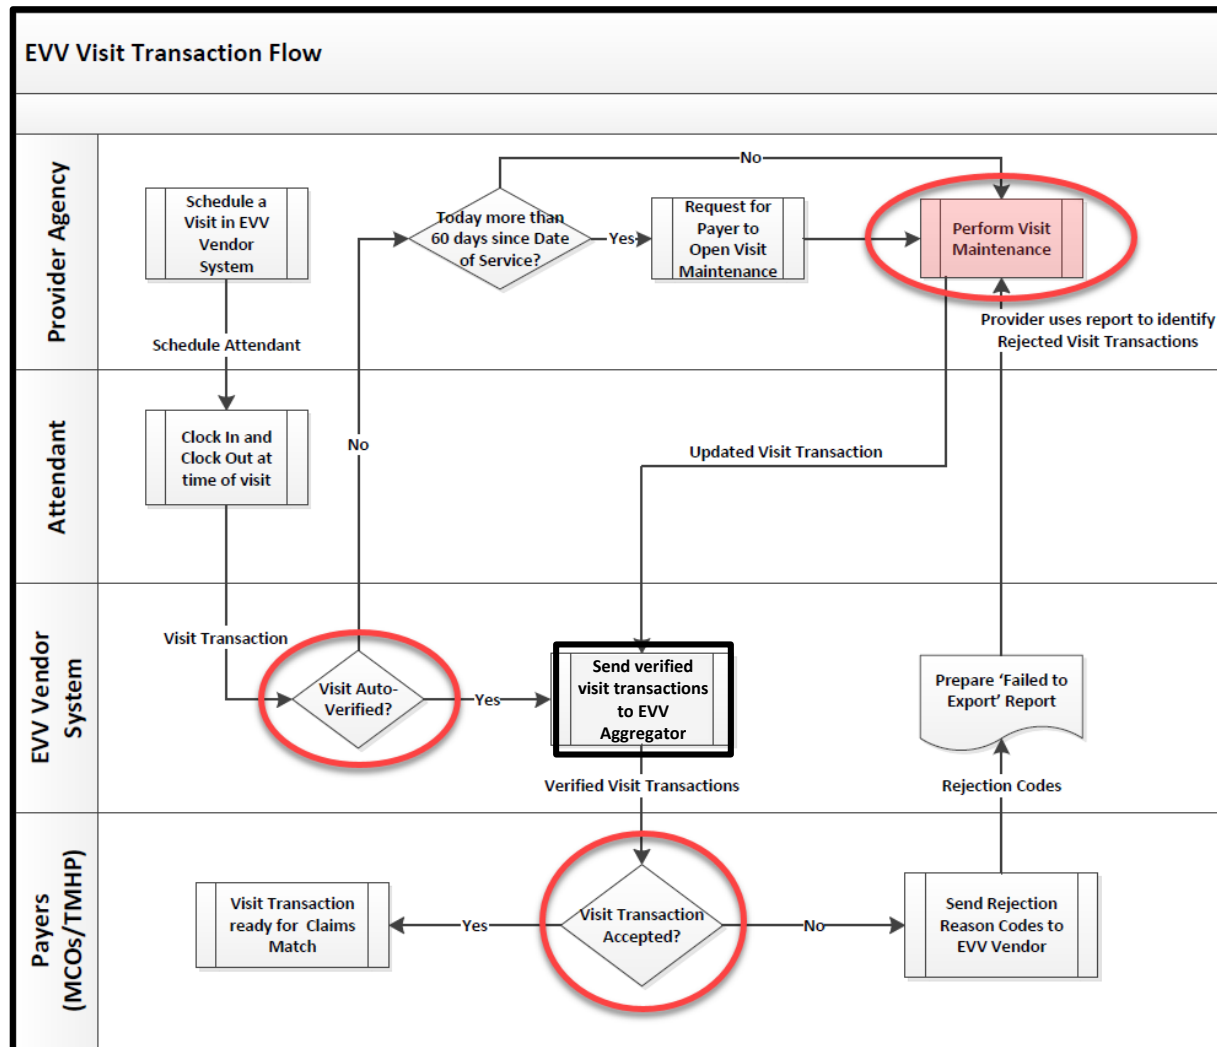 EVV Visit Transaction Flow
Provider Agency
Schedule a
Visit in EVV
Vendor
System
Schedule Attendant
Today more than
60 days since Date
of Service?
No
Yes
Request for
Payer to
Open Visit
Maintenance
Perform Visit
Maintenance
Provider uses report to identify
Rejected Visit Transactions
Attendant
Clock In and
Clock Out at
time of visit
No
Updated Visit Transaction
EVV Vendor
System
Visit Transaction
Visit Auto-
Verified?
Yes
Send verified
visit transactions
to EVV
Aggregator
Verified Visit Transactions
Prepare ‘Failed to
Export’ Report
Rejection Codes
Payers
(MCOs/TMHP)
Visit Transaction
ready for Claims
Match
Yes
Visit Transaction
Accepted?
No
Send Rejection
Reason Codes to
EVV Vendor